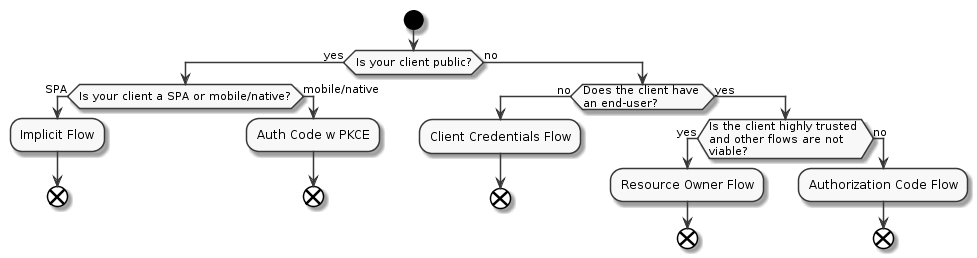 Is your client public?
yes
no
Is your client a SPA or mobile/native?
SPA
mobile/native
Implicit Flow
Auth Code w PKCE
Does the client have
an end-user?
no
yes
Client Credentials Flow
Is the client highly trusted
and other flows are not
viable?
yes
no
Resource Owner Flow
Authorization Code Flow